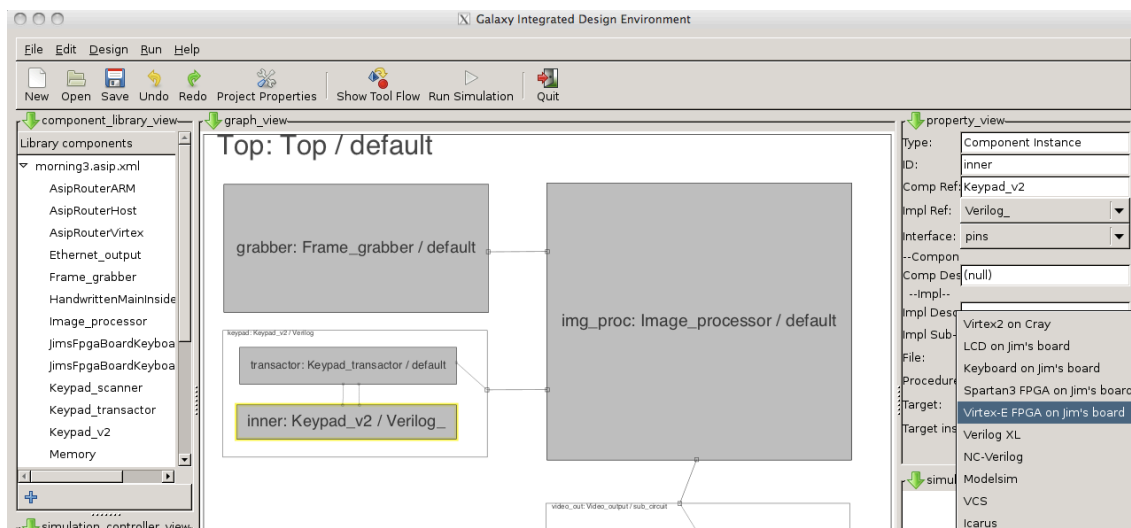 Galaxy Integrated Design Environment
File Edit Design Run Help
New Open Save Undo Redo Project Properties Show Tool Flow Run Simulation Quit
component_library_view
Library components
morning3.asip.xml
AsipRouterARM
AsipRouterHost
AsipRouterVirtex
Ethernet_output
Frame_grabber
HandwrittenMainInside
Image_processor
JimsFpgaBoardKeyboa
JimsFpgaBoardKeyboa
Keypad_scanner
Keypad_transactor
Keypad_v2
Memory
simulation_controller_view
graph_view
Top: Top / default
grabber: Frame_grabber / default
img_proc: Image_processor / default
keypad: Keypad_v2 / Verilog
transactor: Keypad_transactor / default
inner: Keypad_v2 / Verilog_
video_out: Video_output / sub_circuit
property_view
Type: Component Instance
ID: inner
Comp Ref: Keypad_v2
Impl Ref: Verilog_
Interface: pins
--Compon
Comp Des (null)
--Impl--
Impl Desc
Impl Sub-
File:
Procedure
Target:
Target ins
Virtex2 on Cray
LCD on Jim's board
Keyboard on Jim's board
Spartan3 FPGA on Jim's board
Virtex-E FPGA on Jim's board
Verilog XL
NC-Verilog
Modelsim
VCS
Icarus
simul